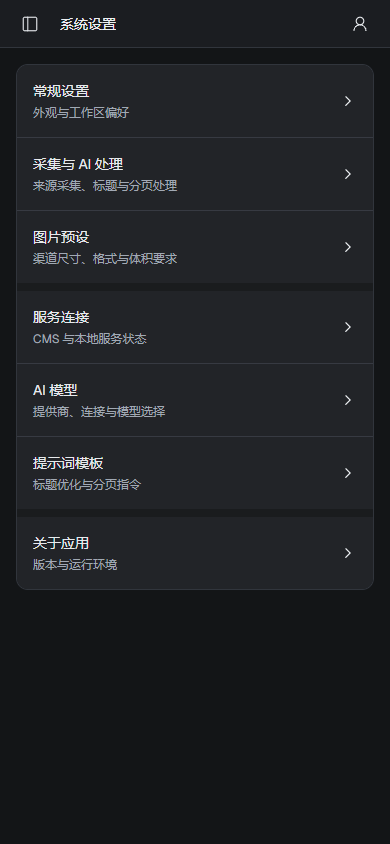 系统设置
常规设置
外观与工作区偏好
采集与 AI 处理
来源采集、标题与分页处理
图片预设
渠道尺寸、格式与体积要求
服务连接
CMS 与本地服务状态
AI 模型
提供商、连接与模型选择
提示词模板
标题优化与分页指令
关于应用
版本与运行环境